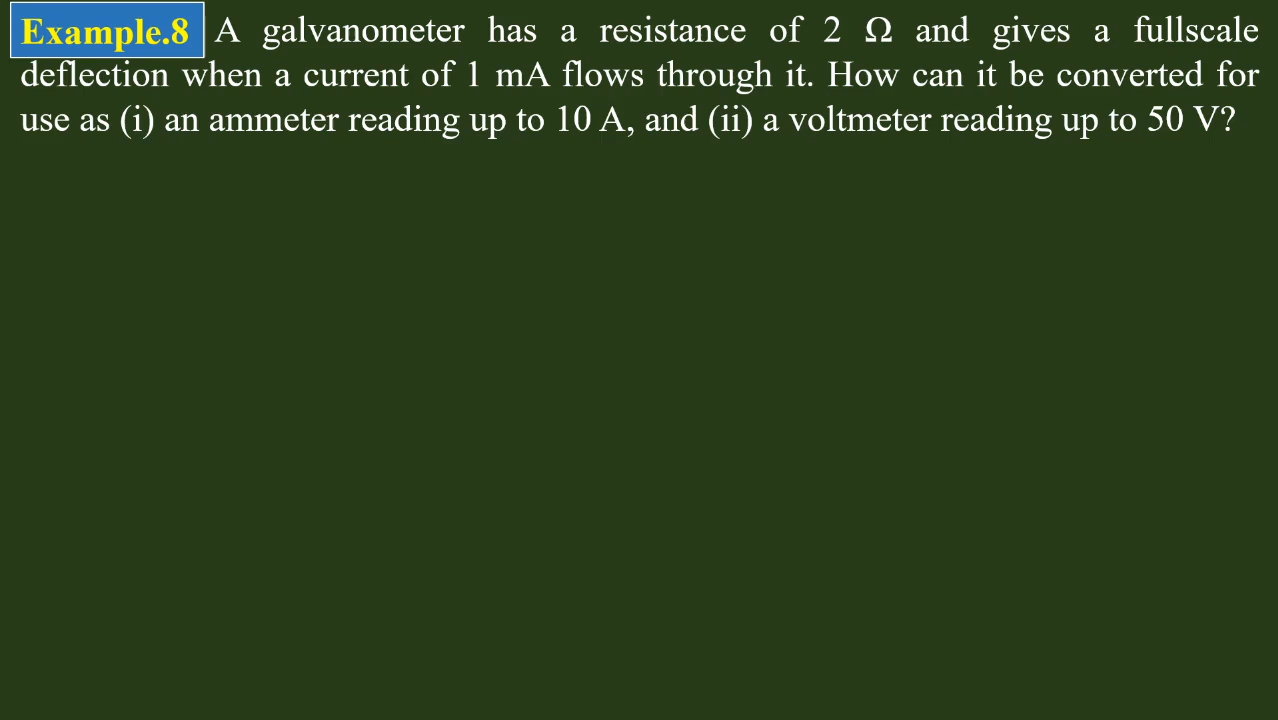 Example.8 A galvanometer has a resistance of 2 Ω and gives a fullscale
deflection when a current of 1 mA flows through it. How can it be converted for
use as (i) an ammeter reading up to 10 A, and (ii) a voltmeter reading up to 50 V?